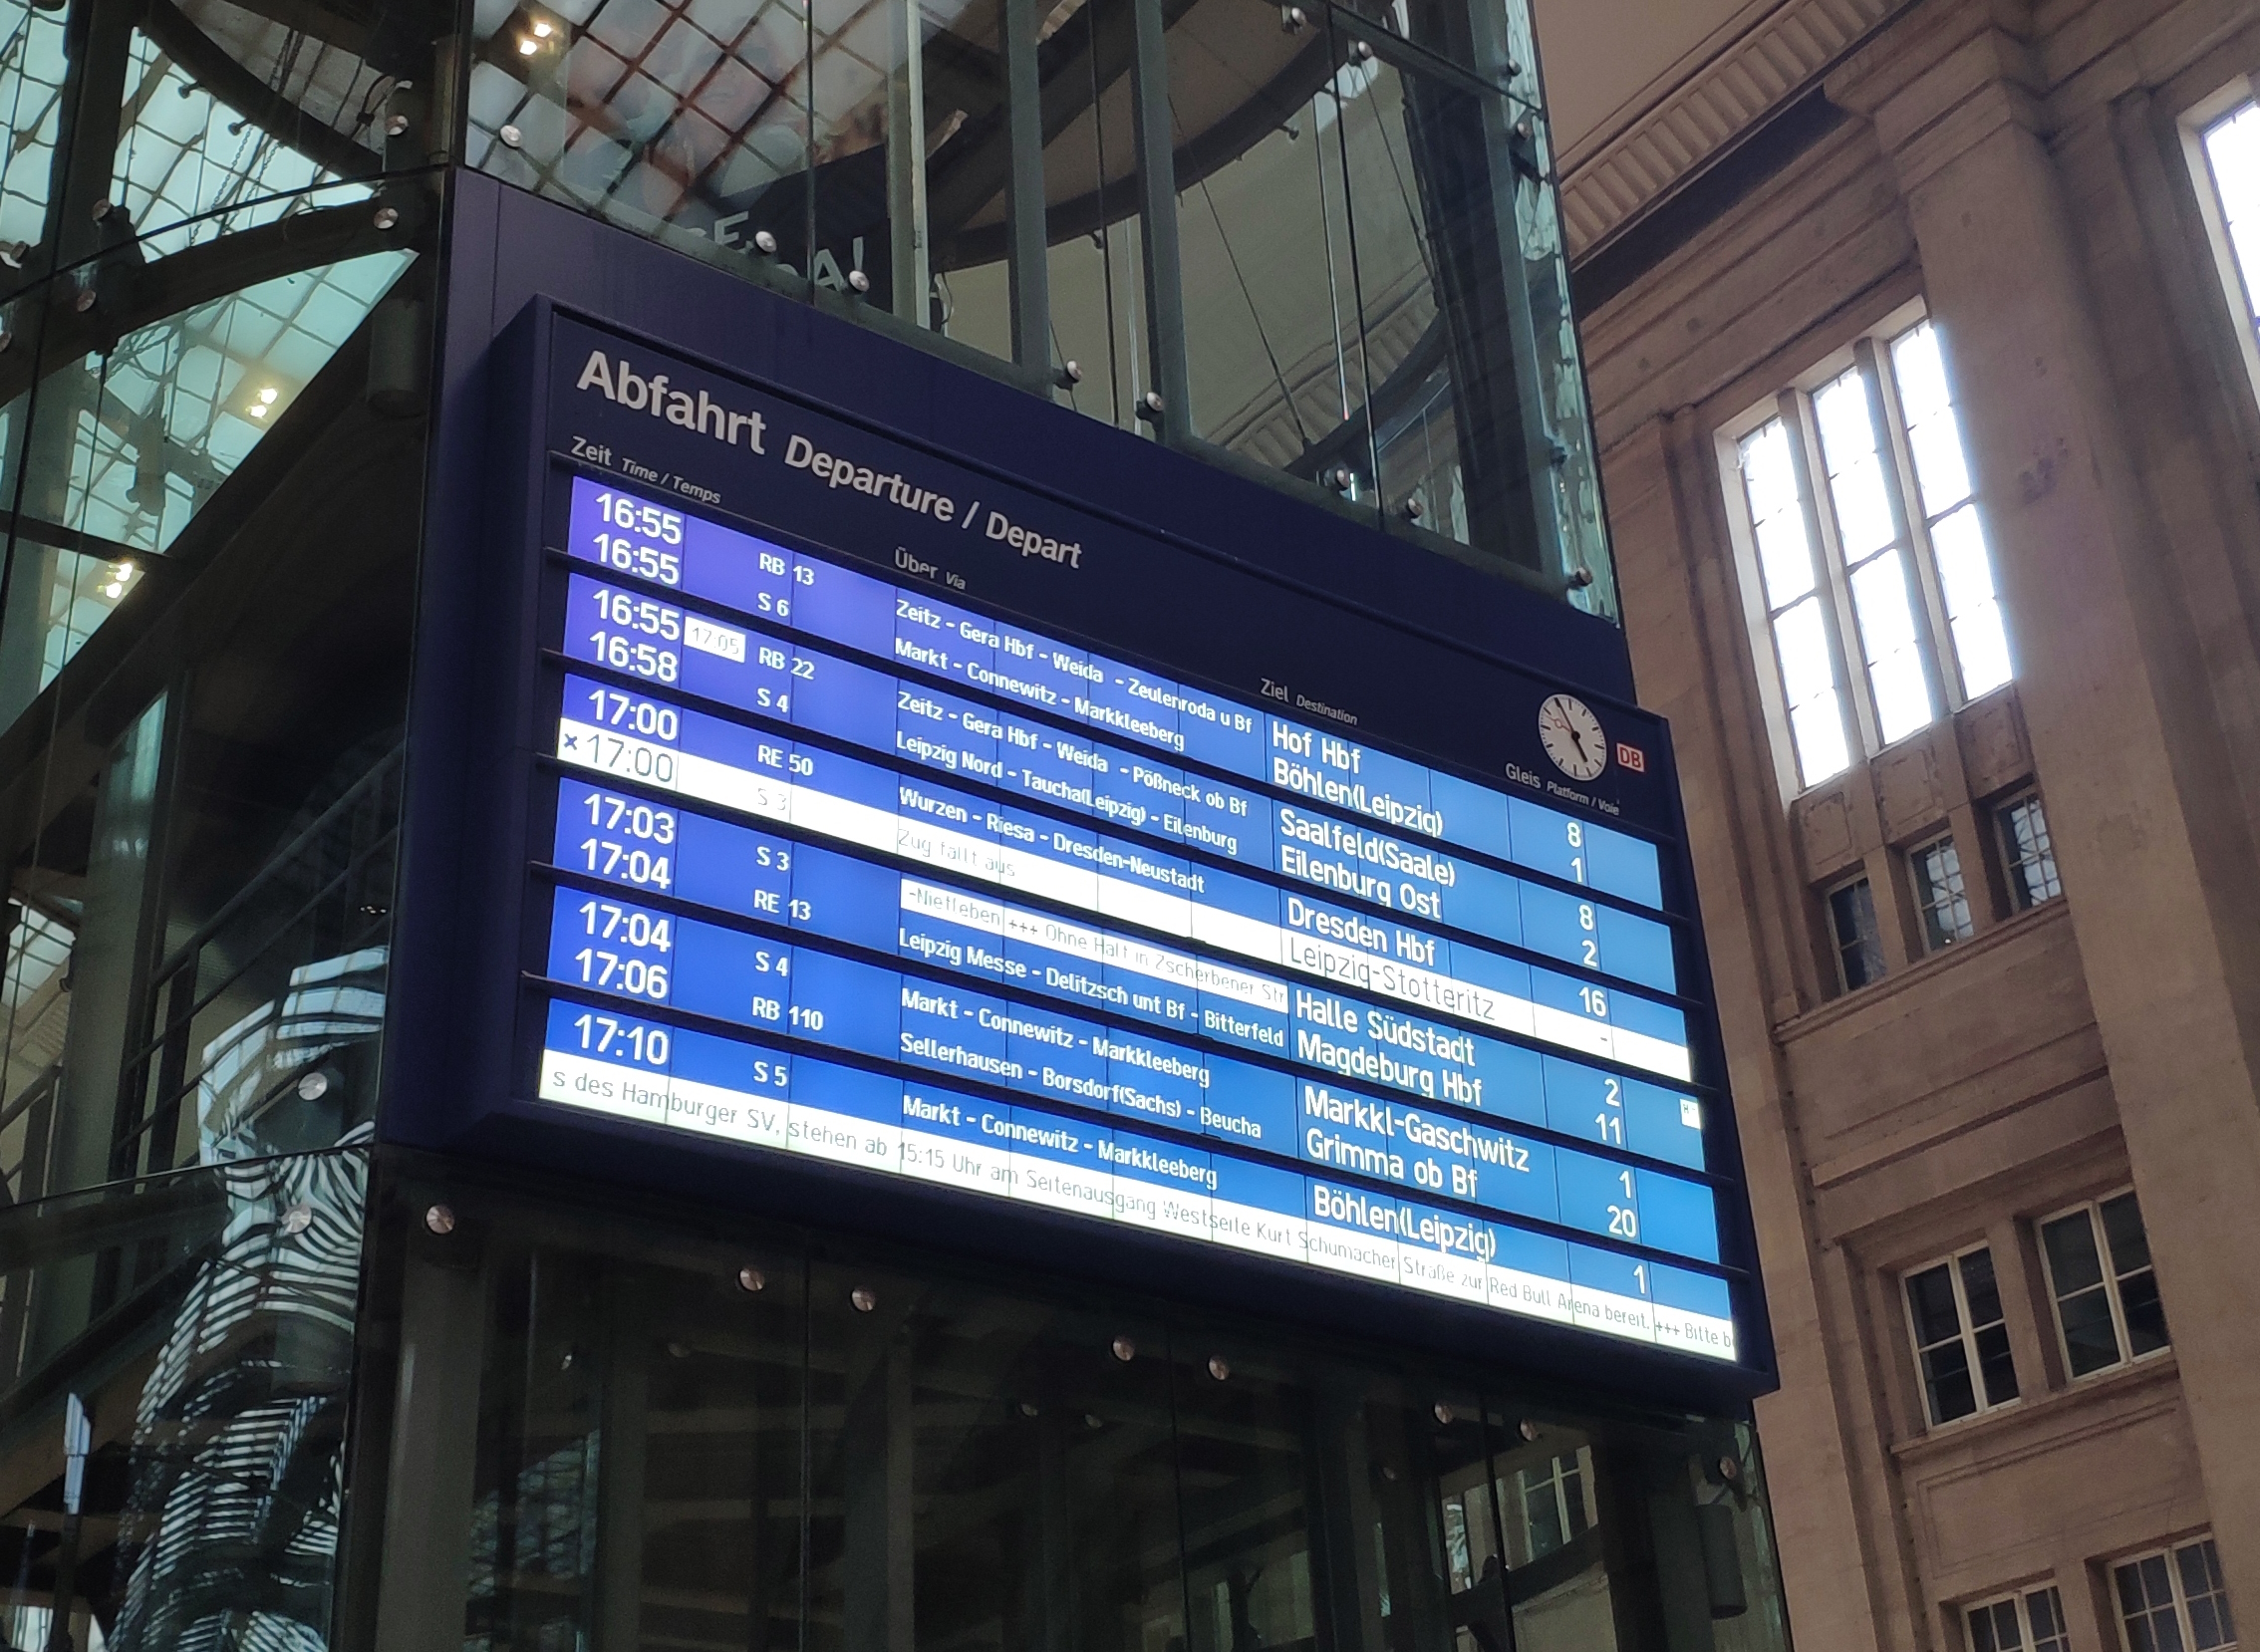 Abfahrt Departure / Depart
Zeit Time / Temps Über Via Ziel Destination Gleis Platform / Voie
DB
16:55 RB 13 Zeitz - Gera Hbf - Weida - Zeulenroda u Bf Hof Hbf 8
16:55 S 6 Markt - Connewitz - Markkleeberg Böhlen(Leipzig) 1
16:55 17:05 RB 22 Zeitz - Gera Hbf - Weida - Pößneck ob Bf Saalfeld(Saale) 8
16:58 S 4 Leipzig Nord - Taucha(Leipzig) - Eilenburg Eilenburg Ost 2
17:00 RE 50 Wurzen - Riesa - Dresden-Neustadt Dresden Hbf 16
× 17:00 S 3 Zug fällt aus Leipzig-Stötteritz -
17:03 S 3 -Nietleben +++ Ohne Halt in Zscherbener Str Halle Südstadt 2
17:04 RE 13 Leipzig Messe - Delitzsch unt Bf - Bitterfeld Magdeburg Hbf 11
17:04 S 4 Markt - Connewitz - Markkleeberg Markkl-Gaschwitz 1
17:06 RB 110 Sellerhausen - Borsdorf(Sachs) - Beucha Grimma ob Bf 20
17:10 S 5 Markt - Connewitz - Markkleeberg Böhlen(Leipzig) 1
s des Hamburger SV, stehen ab 15:15 Uhr am Seitenausgang Westseite Kurt Schumacher Straße zur Red Bull Arena bereit. +++ Bitte b